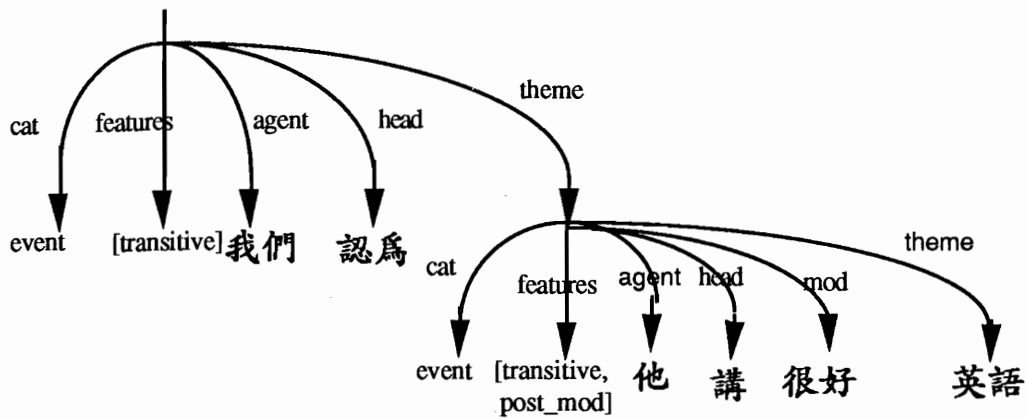 theme
cat features agent head
event [transitive] 我們 認爲
theme
cat features agent head mod
event [transitive, 他 講 很好 英語
post_mod]